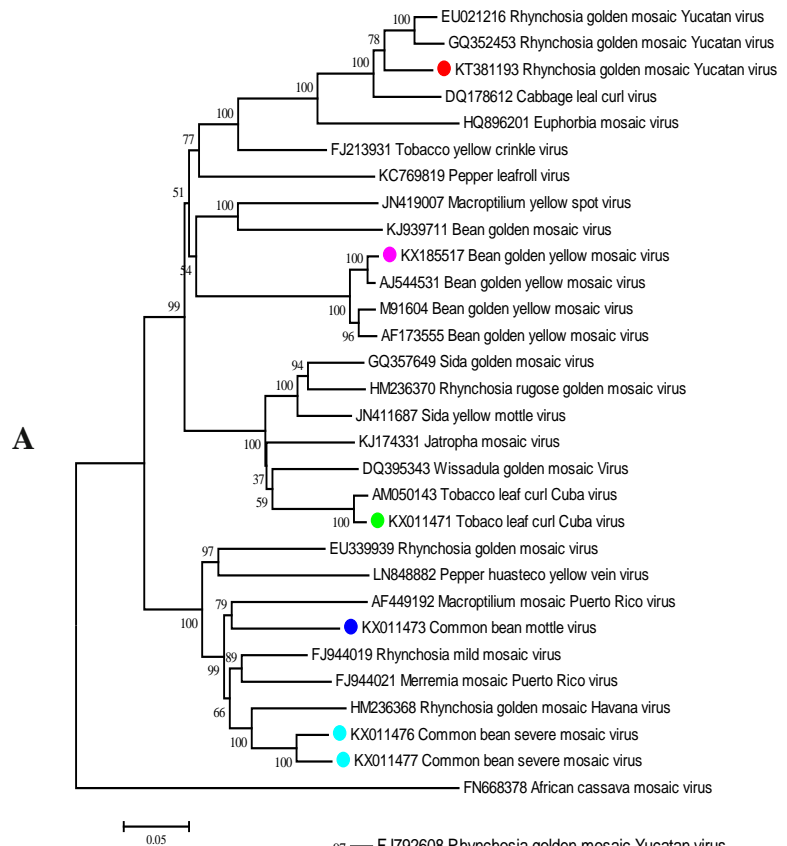 100
EU021216 Rhynchosia golden mosaic Yucatan virus
78
GQ352453 Rhynchosia golden mosaic Yucatan virus
100
KT381193 Rhynchosia golden mosaic Yucatan virus
100
DQ178612 Cabbage leal curl virus
100
HQ896201 Euphorbia mosaic virus
77
FJ213931 Tobacco yellow crinkle virus
KC769819 Pepper leafroll virus
51
100
JN419007 Macroptilium yellow spot virus
KJ939711 Bean golden mosaic virus
54
100
KX185517 Bean golden yellow mosaic virus
AJ544531 Bean golden yellow mosaic virus
100
M91604 Bean golden yellow mosaic virus
96
AF173555 Bean golden yellow mosaic virus
99
94
GQ357649 Sida golden mosaic virus
100
HM236370 Rhynchosia rugose golden mosaic virus
JN411687 Sida yellow mottle virus
A
100
KJ174331 Jatropha mosaic virus
37
DQ395343 Wissadula golden mosaic Virus
59
AM050143 Tobacco leaf curl Cuba virus
100
KX011471 Tobaco leaf curl Cuba virus
97
EU339939 Rhynchosia golden mosaic virus
LN848882 Pepper huasteco yellow vein virus
100
79
AF449192 Macroptilium mosaic Puerto Rico virus
KX011473 Common bean mottle virus
99
89
FJ944019 Rhynchosia mild mosaic virus
FJ944021 Merremia mosaic Puerto Rico virus
66
HM236368 Rhynchosia golden mosaic Havana virus
100
KX011476 Common bean severe mosaic virus
100
KX011477 Common bean severe mosaic virus
FN668378 African cassava mosaic virus
0.05
97
FJ792608 Rhynchosia golden mosaic Yucatan virus